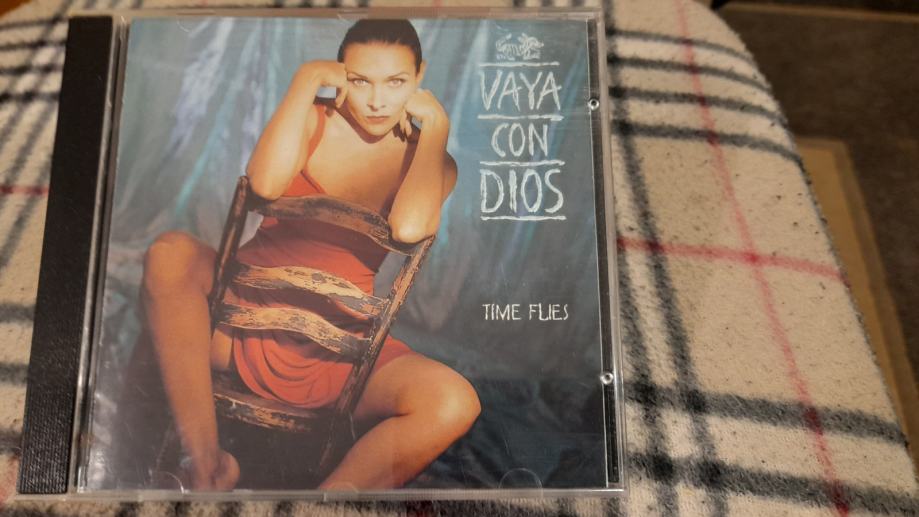 VAYA
CON
DIOS
TIME FLIES